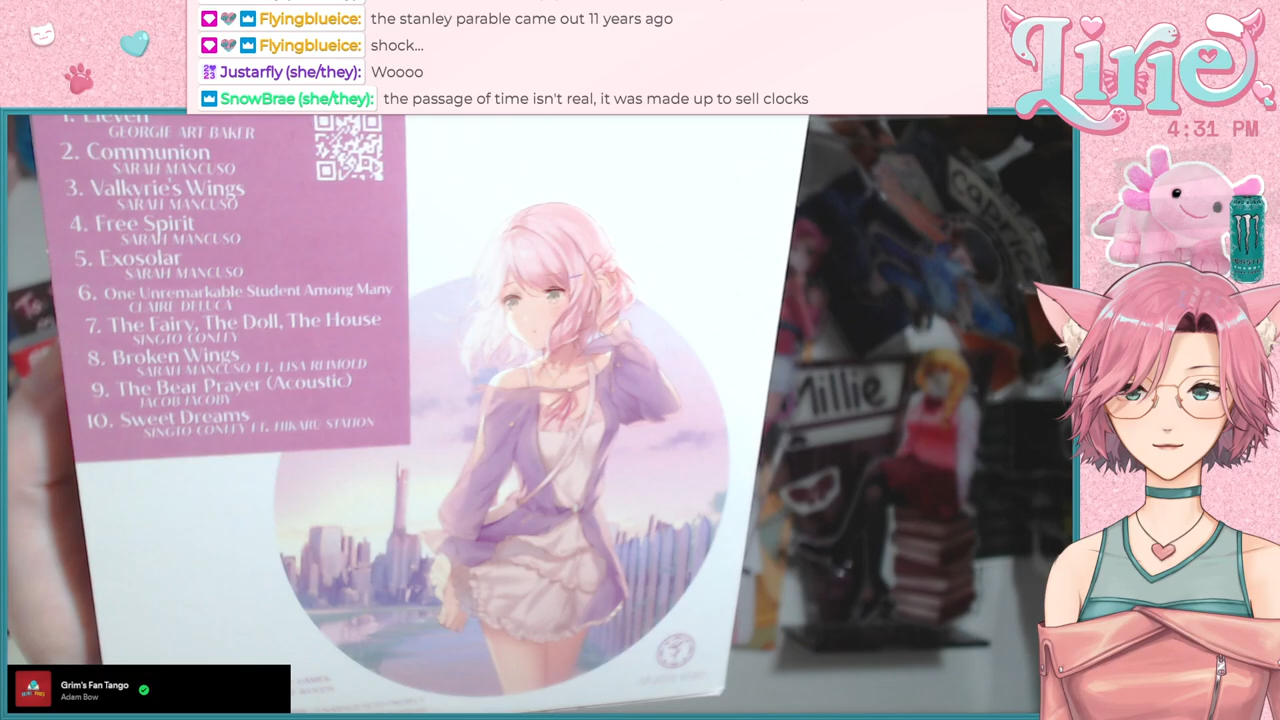 Flyingblueice: the stanley parable came out 11 years ago
Flyingblueice: shock...
Justarfly (she/they): Woooo
SnowBrae (she/they): the passage of time isn't real, it was made up to sell clocks
Lirie
4:31 PM
1. Eleven
GEORGIE ART BAKER
2. Communion
SARAH MANCUSO
3. Valkyrie's Wings
SARAH MANCUSO
4. Free Spirit
SARAH MANCUSO
5. Exosolar
SARAH MANCUSO
6. One Unremarkable Student Among Many
CLAIRE DELUCA
7. The Fairy, The Doll, The House
SINGTO CONLEY
8. Broken Wings
SARAH MANCUSO FT. LISA REIMOLD
9. The Bear Prayer (Acoustic)
JACOB JACOBY
10. Sweet Dreams
SINGTO CONLEY FT. HIKARU STATION
Millie
Grim's Fan Tango
Adam Bow